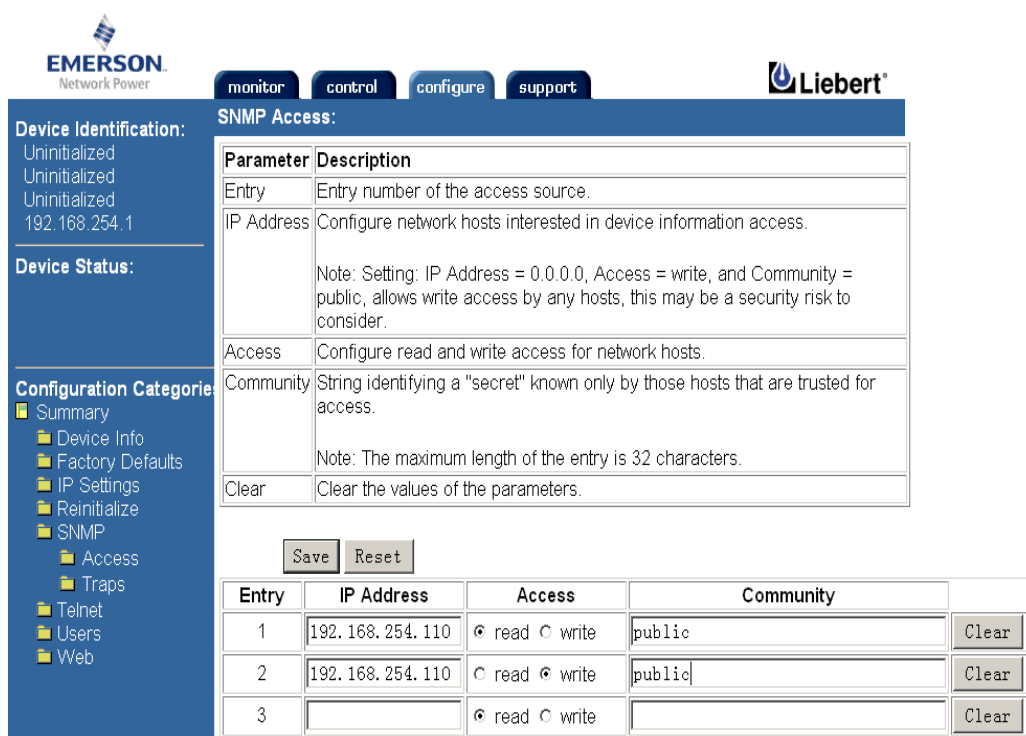 EMERSON.
Network Power
monitor control configure support
Liebert®
Device Identification:
Uninitialized
Uninitialized
Uninitialized
192.168.254.1
Device Status:
Configuration Categorie
Summary
Device Info
Factory Defaults
IP Settings
Reinitialize
SNMP
Access
Traps
Telnet
Users
Web
SNMP Access:
Parameter Description
Entry Entry number of the access source.
IP Address Configure network hosts interested in device information access.
Note: Setting: IP Address = 0.0.0.0, Access = write, and Community =
public, allows write access by any hosts, this may be a security risk to
consider.
Access Configure read and write access for network hosts.
Community String identifying a "secret" known only by those hosts that are trusted for
access.
Note: The maximum length of the entry is 32 characters.
Clear Clear the values of the parameters.
Save Reset
Entry IP Address Access Community
1 192.168.254.110 read write public Clear
2 192.168.254.110 read write public Clear
3 read write Clear